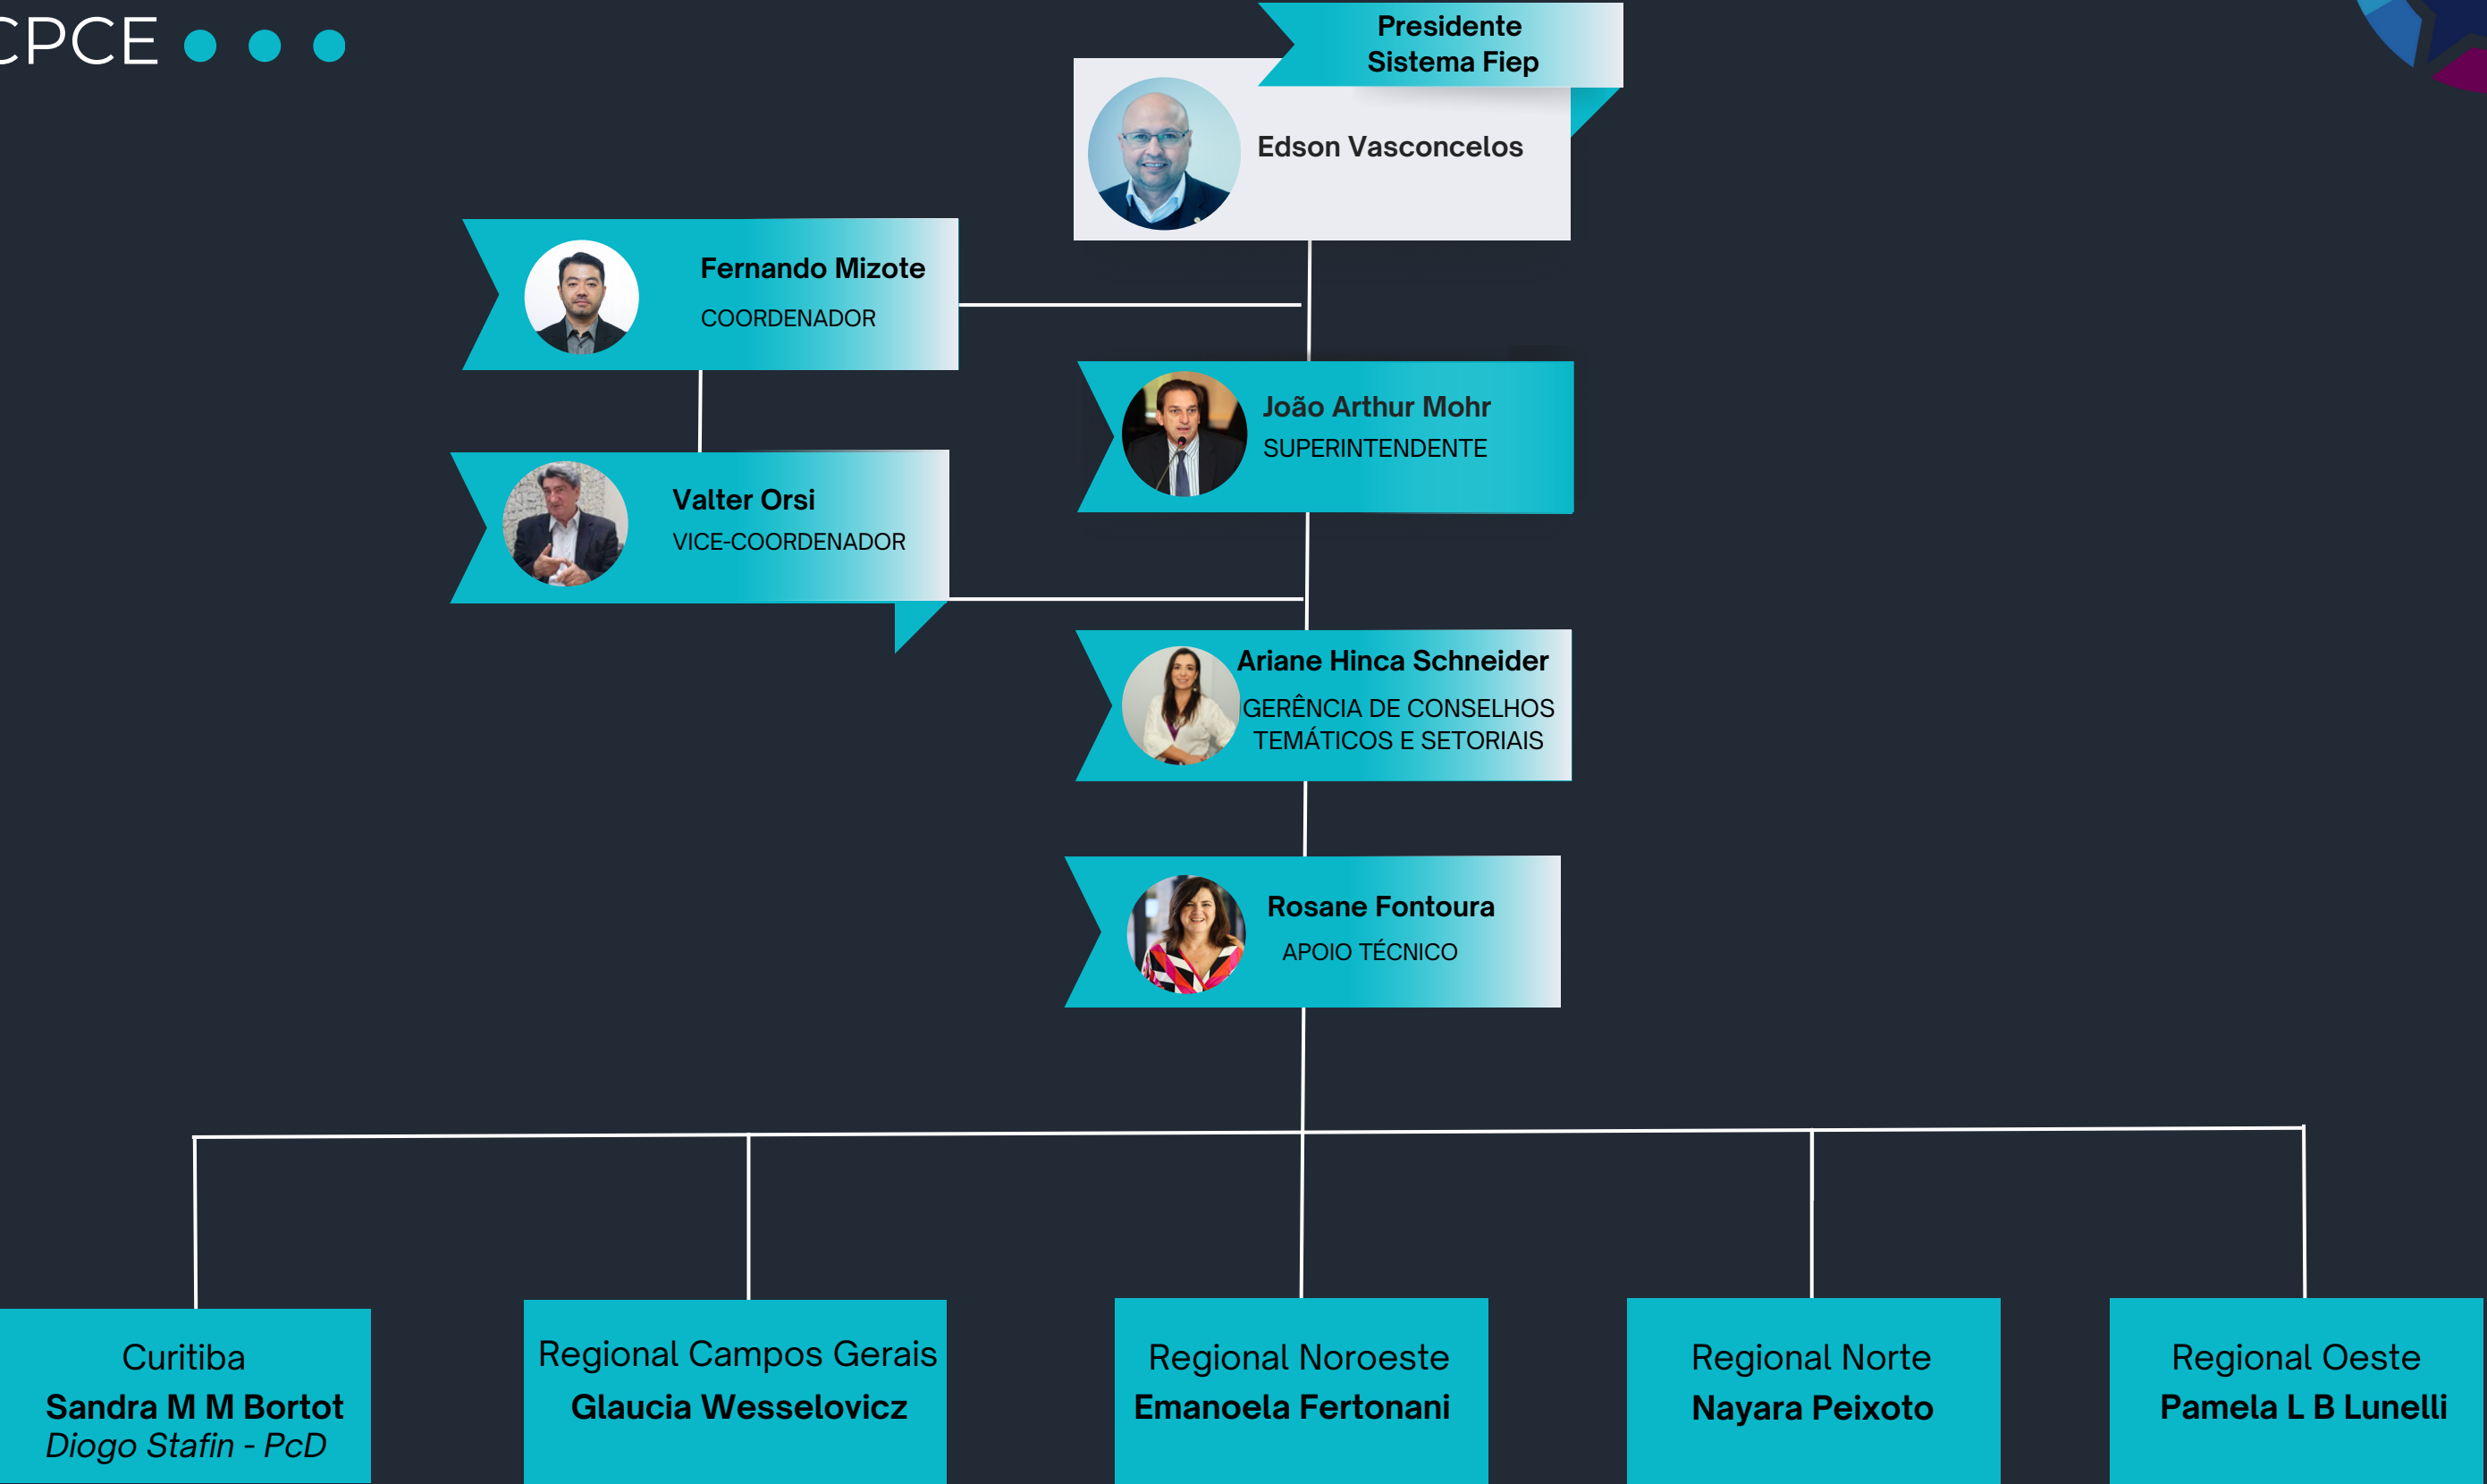 CPCE
Presidente
Sistema Fiep
Edson Vasconcelos
Fernando Mizote
COORDENADOR
João Arthur Mohr
SUPERINTENDENTE
Valter Orsi
VICE-COORDENADOR
Ariane Hinca Schneider
GERÊNCIA DE CONSELHOS
TEMÁTICOS E SETORIAIS
Rosane Fontoura
APOIO TÉCNICO
Curitiba
Sandra M M Bortot
Diogo Stafin - PcD
Regional Campos Gerais
Glaucia Wesselovicz
Regional Noroeste
Emanoela Fertonani
Regional Norte
Nayara Peixoto
Regional Oeste
Pamela L B Lunelli